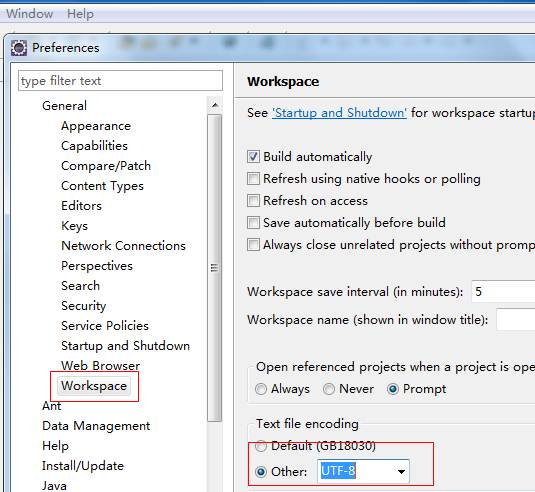 Window Help
Preferences
type filter text
General
Appearance
Capabilities
Compare/Patch
Content Types
Editors
Keys
Network Connections
Perspectives
Search
Security
Service Policies
Startup and Shutdown
Web Browser
Workspace
Ant
Data Management
Help
Install/Update
Java
Workspace
See 'Startup and Shutdown' for workspace startup
Build automatically
Refresh using native hooks or polling
Refresh on access
Save automatically before build
Always close unrelated projects without promp
Workspace save interval (in minutes): 5
Workspace name (shown in window title):
Open referenced projects when a project is ope
Always Never Prompt
Text file encoding
Default (GB18030)
Other: UTF-8